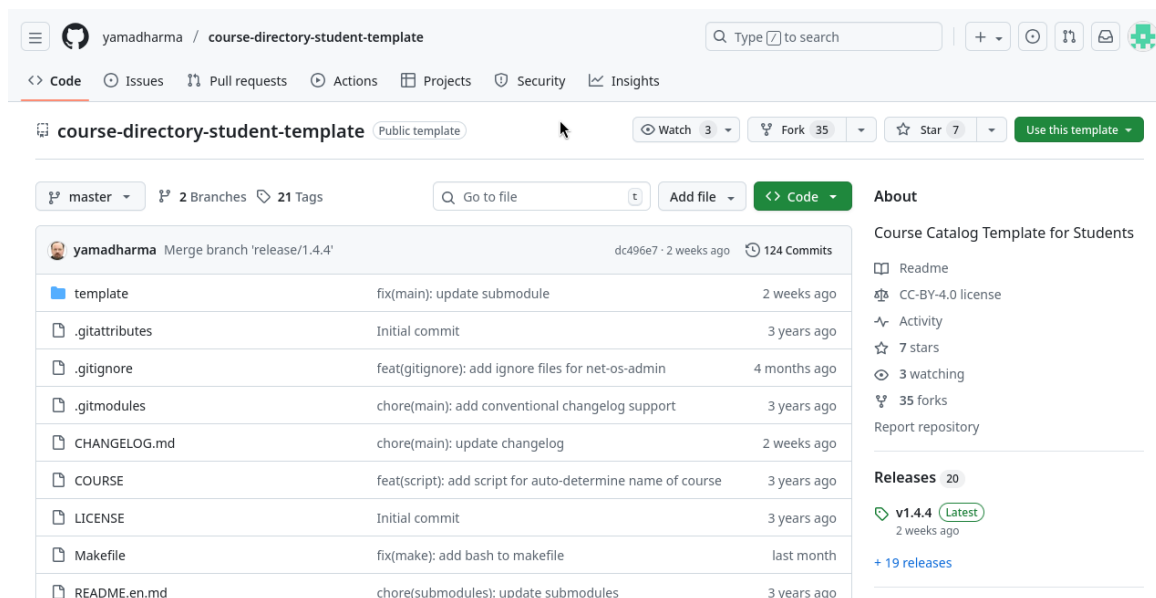 yamadharma / course-directory-student-template Type / to search
Code Issues Pull requests Actions Projects Security Insights
course-directory-student-template Public template Watch 3 Fork 35 Star 7 Use this template
master 2 Branches 21 Tags Go to file t Add file Code
yamadharma Merge branch 'release/1.4.4' dc496e7 · 2 weeks ago 124 Commits
template fix(main): update submodule 2 weeks ago
.gitattributes Initial commit 3 years ago
.gitignore feat(gitignore): add ignore files for net-os-admin 4 months ago
.gitmodules chore(main): add conventional changelog support 3 years ago
CHANGELOG.md chore(main): update changelog 2 weeks ago
COURSE feat(script): add script for auto-determine name of course 3 years ago
LICENSE Initial commit 3 years ago
Makefile fix(make): add bash to makefile last month
README.en.md chore(submodules): update submodules 3 years ago
About
Course Catalog Template for Students
Readme
CC-BY-4.0 license
Activity
7 stars
3 watching
35 forks
Report repository
Releases 20
v1.4.4 Latest
2 weeks ago
+ 19 releases